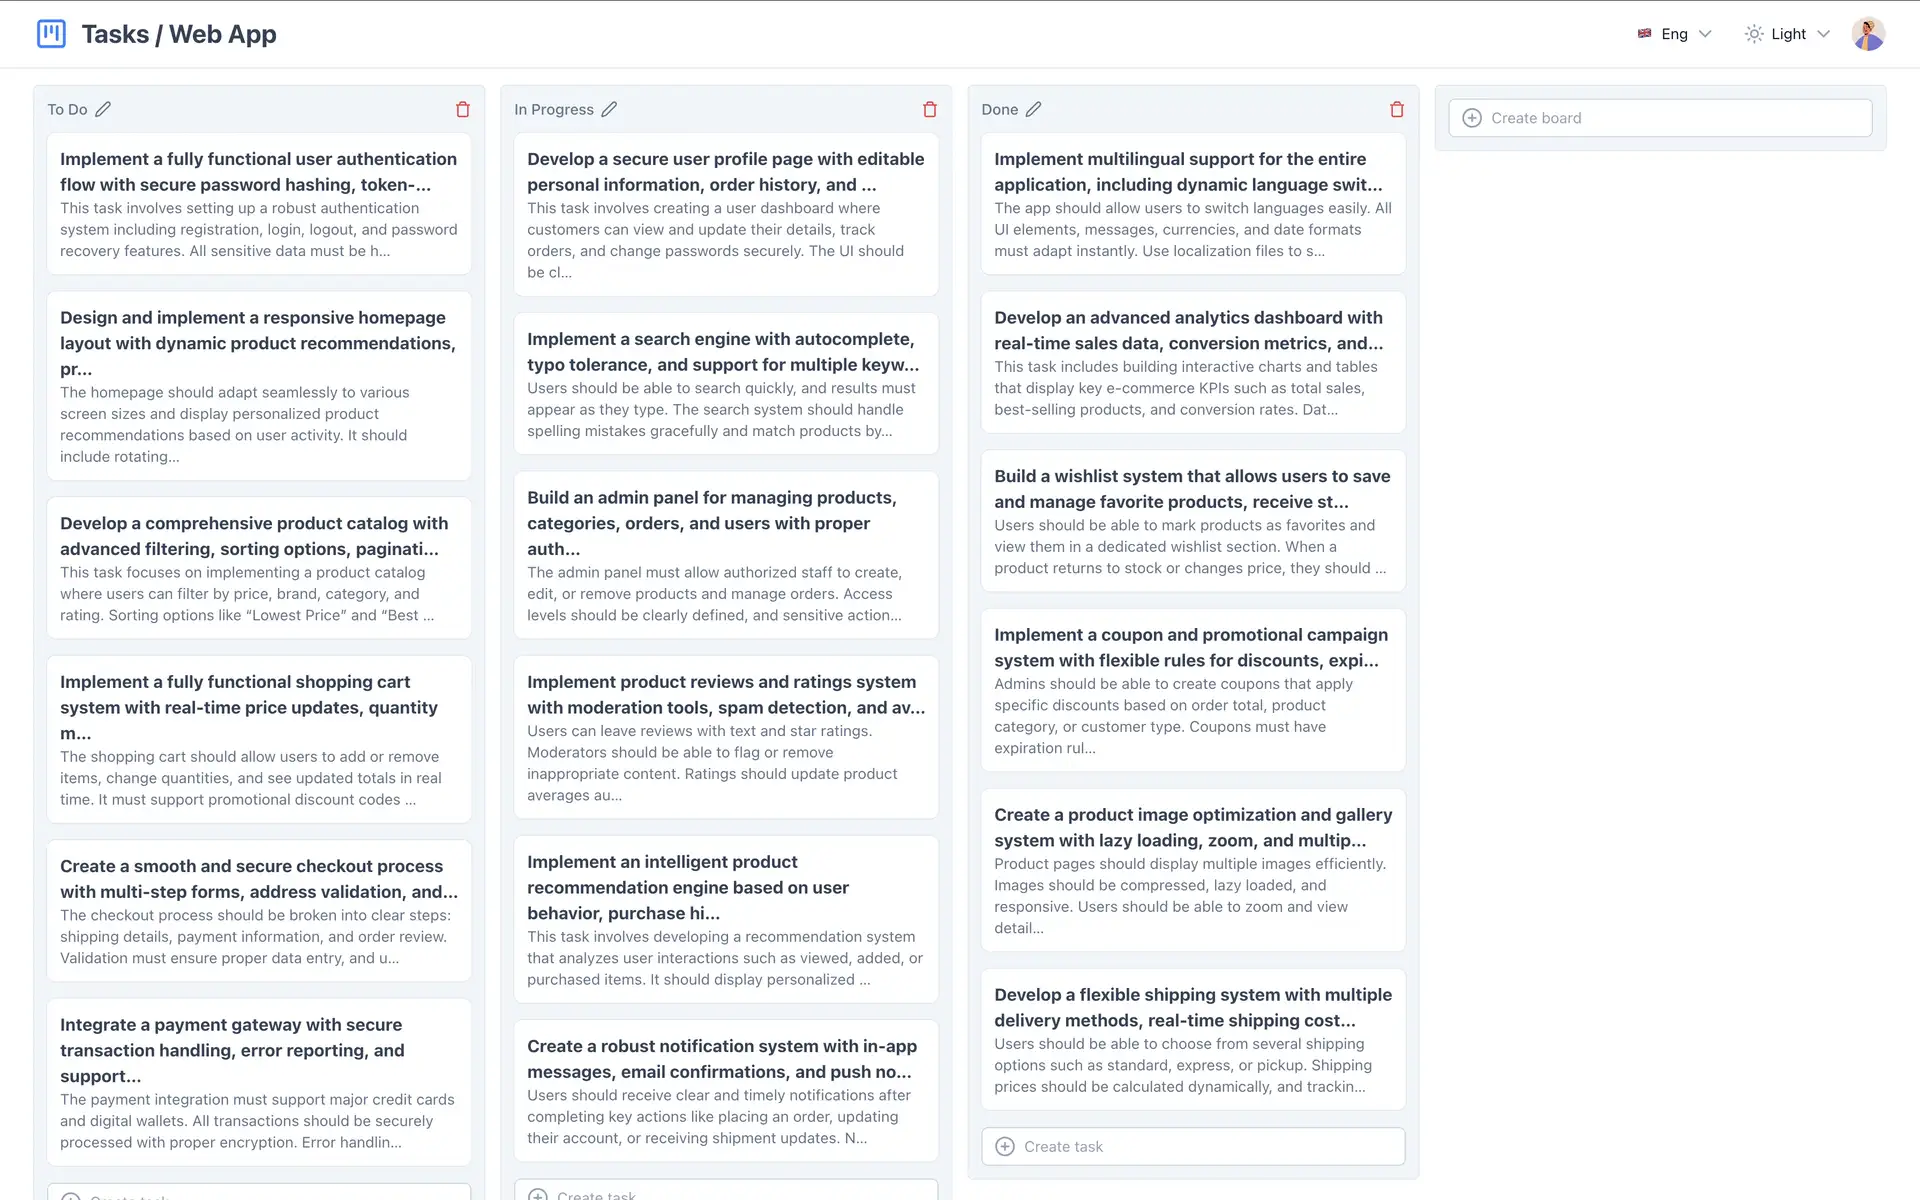 Tasks / Web App
Eng
Light
To Do
Implement a fully functional user authentication
flow with secure password hashing, token-...
This task involves setting up a robust authentication
system including registration, login, logout, and password
recovery features. All sensitive data must be h...
Design and implement a responsive homepage
layout with dynamic product recommendations,
pr...
The homepage should adapt seamlessly to various
screen sizes and display personalized product
recommendations based on user activity. It should
include rotating...
Develop a comprehensive product catalog with
advanced filtering, sorting options, paginati...
This task focuses on implementing a product catalog
where users can filter by price, brand, category, and
rating. Sorting options like “Lowest Price” and “Best ...
Implement a fully functional shopping cart
system with real-time price updates, quantity
m...
The shopping cart should allow users to add or remove
items, change quantities, and see updated totals in real
time. It must support promotional discount codes ...
Create a smooth and secure checkout process
with multi-step forms, address validation, and...
The checkout process should be broken into clear steps:
shipping details, payment information, and order review.
Validation must ensure proper data entry, and u...
Integrate a payment gateway with secure
transaction handling, error reporting, and
support...
The payment integration must support major credit cards
and digital wallets. All transactions should be securely
processed with proper encryption. Error handlin...
Create task
In Progress
Develop a secure user profile page with editable
personal information, order history, and ...
This task involves creating a user dashboard where
customers can view and update their details, track
orders, and change passwords securely. The UI should
be cl...
Implement a search engine with autocomplete,
typo tolerance, and support for multiple keyw...
Users should be able to search quickly, and results must
appear as they type. The search system should handle
spelling mistakes gracefully and match products by...
Build an admin panel for managing products,
categories, orders, and users with proper
auth...
The admin panel must allow authorized staff to create,
edit, or remove products and manage orders. Access
levels should be clearly defined, and sensitive action...
Implement product reviews and ratings system
with moderation tools, spam detection, and av...
Users can leave reviews with text and star ratings.
Moderators should be able to flag or remove
inappropriate content. Ratings should update product
averages au...
Implement an intelligent product
recommendation engine based on user
behavior, purchase hi...
This task involves developing a recommendation system
that analyzes user interactions such as viewed, added, or
purchased items. It should display personalized ...
Create a robust notification system with in-app
messages, email confirmations, and push no...
Users should receive clear and timely notifications after
completing key actions like placing an order, updating
their account, or receiving shipment updates. N...
Create task
Done
Implement multilingual support for the entire
application, including dynamic language swit...
The app should allow users to switch languages easily. All
UI elements, messages, currencies, and date formats
must adapt instantly. Use localization files to s...
Develop an advanced analytics dashboard with
real-time sales data, conversion metrics, and...
This task includes building interactive charts and tables
that display key e-commerce KPIs such as total sales,
best-selling products, and conversion rates. Dat...
Build a wishlist system that allows users to save
and manage favorite products, receive st...
Users should be able to mark products as favorites and
view them in a dedicated wishlist section. When a
product returns to stock or changes price, they should ...
Implement a coupon and promotional campaign
system with flexible rules for discounts, expi...
Admins should be able to create coupons that apply
specific discounts based on order total, product
category, or customer type. Coupons must have
expiration rul...
Create a product image optimization and gallery
system with lazy loading, zoom, and multip...
Product pages should display multiple images efficiently.
Images should be compressed, lazy loaded, and
responsive. Users should be able to zoom and view
detail...
Develop a flexible shipping system with multiple
delivery methods, real-time shipping cost...
Users should be able to choose from several shipping
options such as standard, express, or pickup. Shipping
prices should be calculated dynamically, and trackin...
Create task
Create board